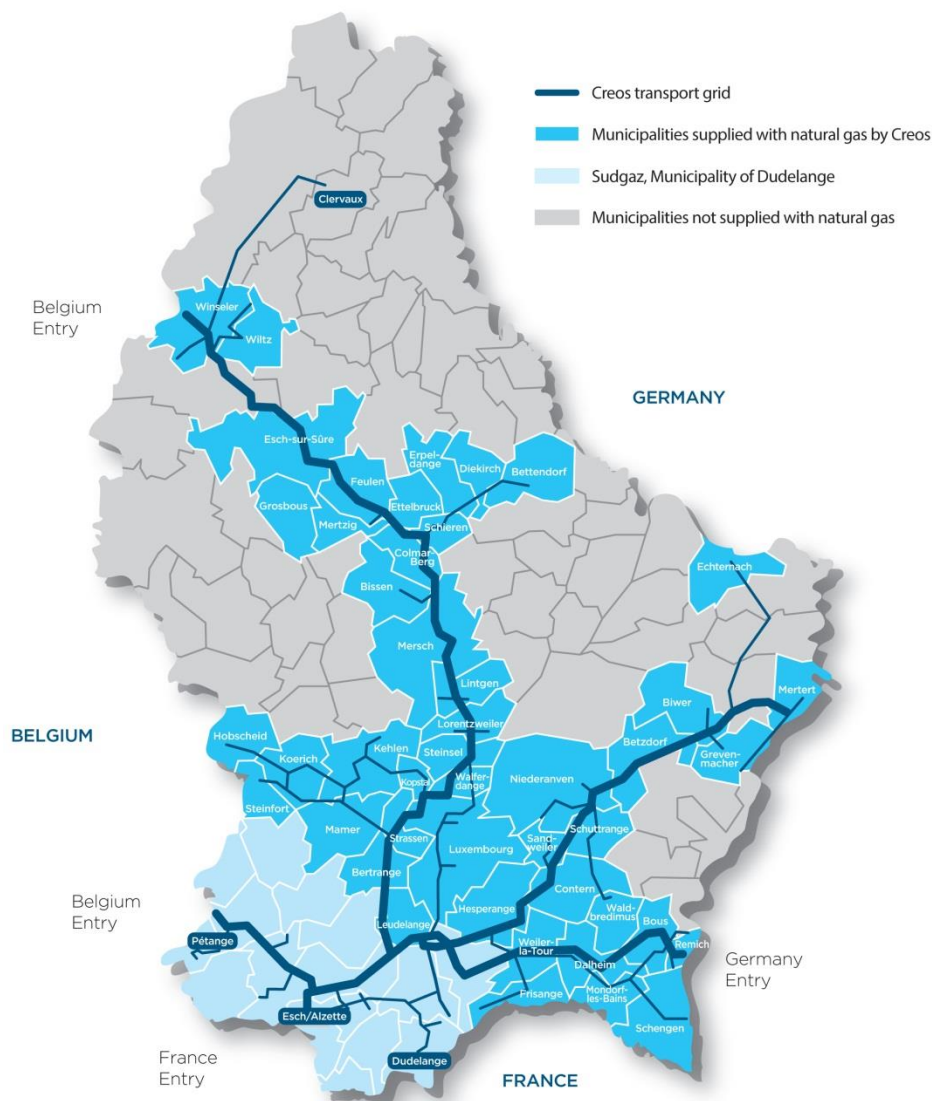 Creos transport grid
Municipalities supplied with natural gas by Creos
Sudgaz, Municipality of Dudelange
Municipalities not supplied with natural gas
Clervaux
Belgium
Entry
Winseler
Wiltz
GERMANY
Esch-sur-Sûre
Erpel-
dange
Diekirch
Bettendorf
Feulen
Grosbous
Ettelbruck
Mertzig
Schieren
Colmar-
Berg
Echternach
Bissen
Mersch
Lintgen
Mertert
Biwer
Lorentzweiler
BELGIUM
Hobscheid
Kehlen
Steinsel
Betzdorf
Greven-
macher
Koerich
Kopstal
Walfer-
dange
Niederanven
Steinfort
Mamer
Strassen
Luxembourg
Sand-
weiler
Schuttrange
Bertrange
Contern
Belgium
Entry
Hesperange
Wald-
bredimus
Bous
Leudelange
Pétange
Weiler-
la-Tour
Remich
Germany
Entry
Dalheim
Frisange
Mondorf-
les-Bains
Esch/Alzette
Schengen
France
Entry
Dudelange
FRANCE